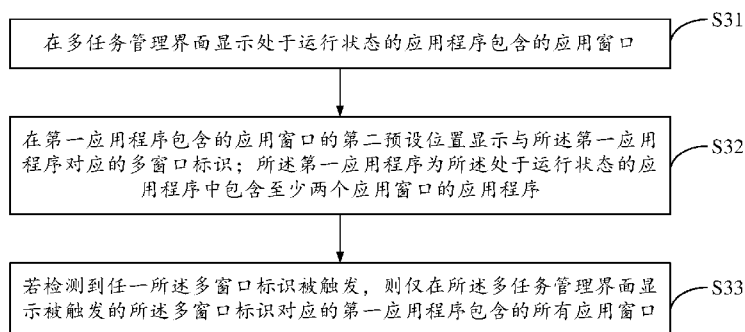 在多任务管理界面显示处于运行状态的应用程序包含的应用窗口
S31
在第一应用程序包含的应用窗口的第二预设位置显示与所述第一应用
程序对应的多窗口标识；所述第一应用程序为所述处于运行状态的应
用程序中包含至少两个应用窗口的应用程序
S32
若检测到任一所述多窗口标识被触发，则仅在所述多任务管理界面显
示被触发的所述多窗口标识对应的第一应用程序包含的所有应用窗口
S33